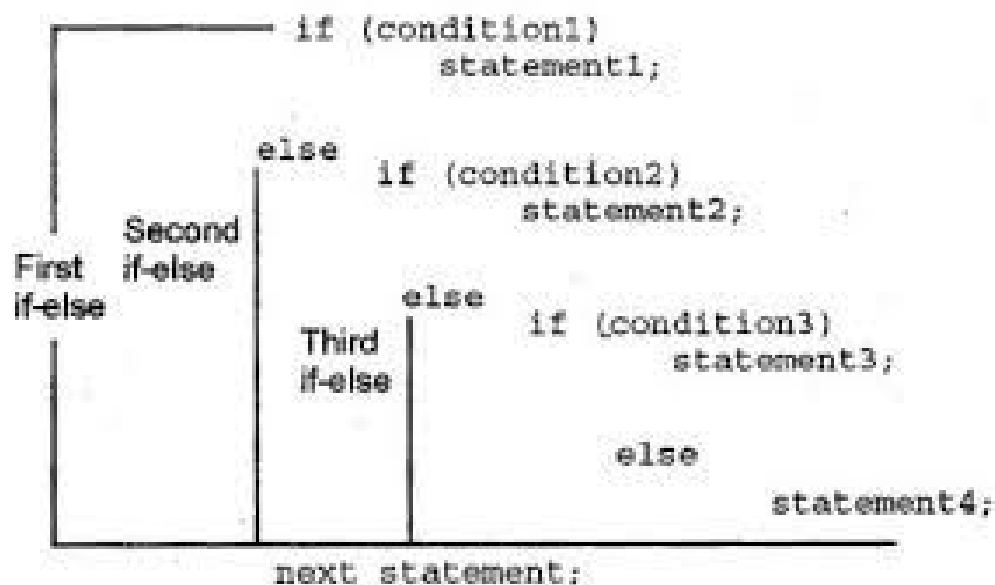 if (condition1)
statement1;
else
if (condition2)
statement2;
Second
if-else
First
if-else
else
if (condition3)
statement3;
Third
if-else
else
statement4;
next statement;